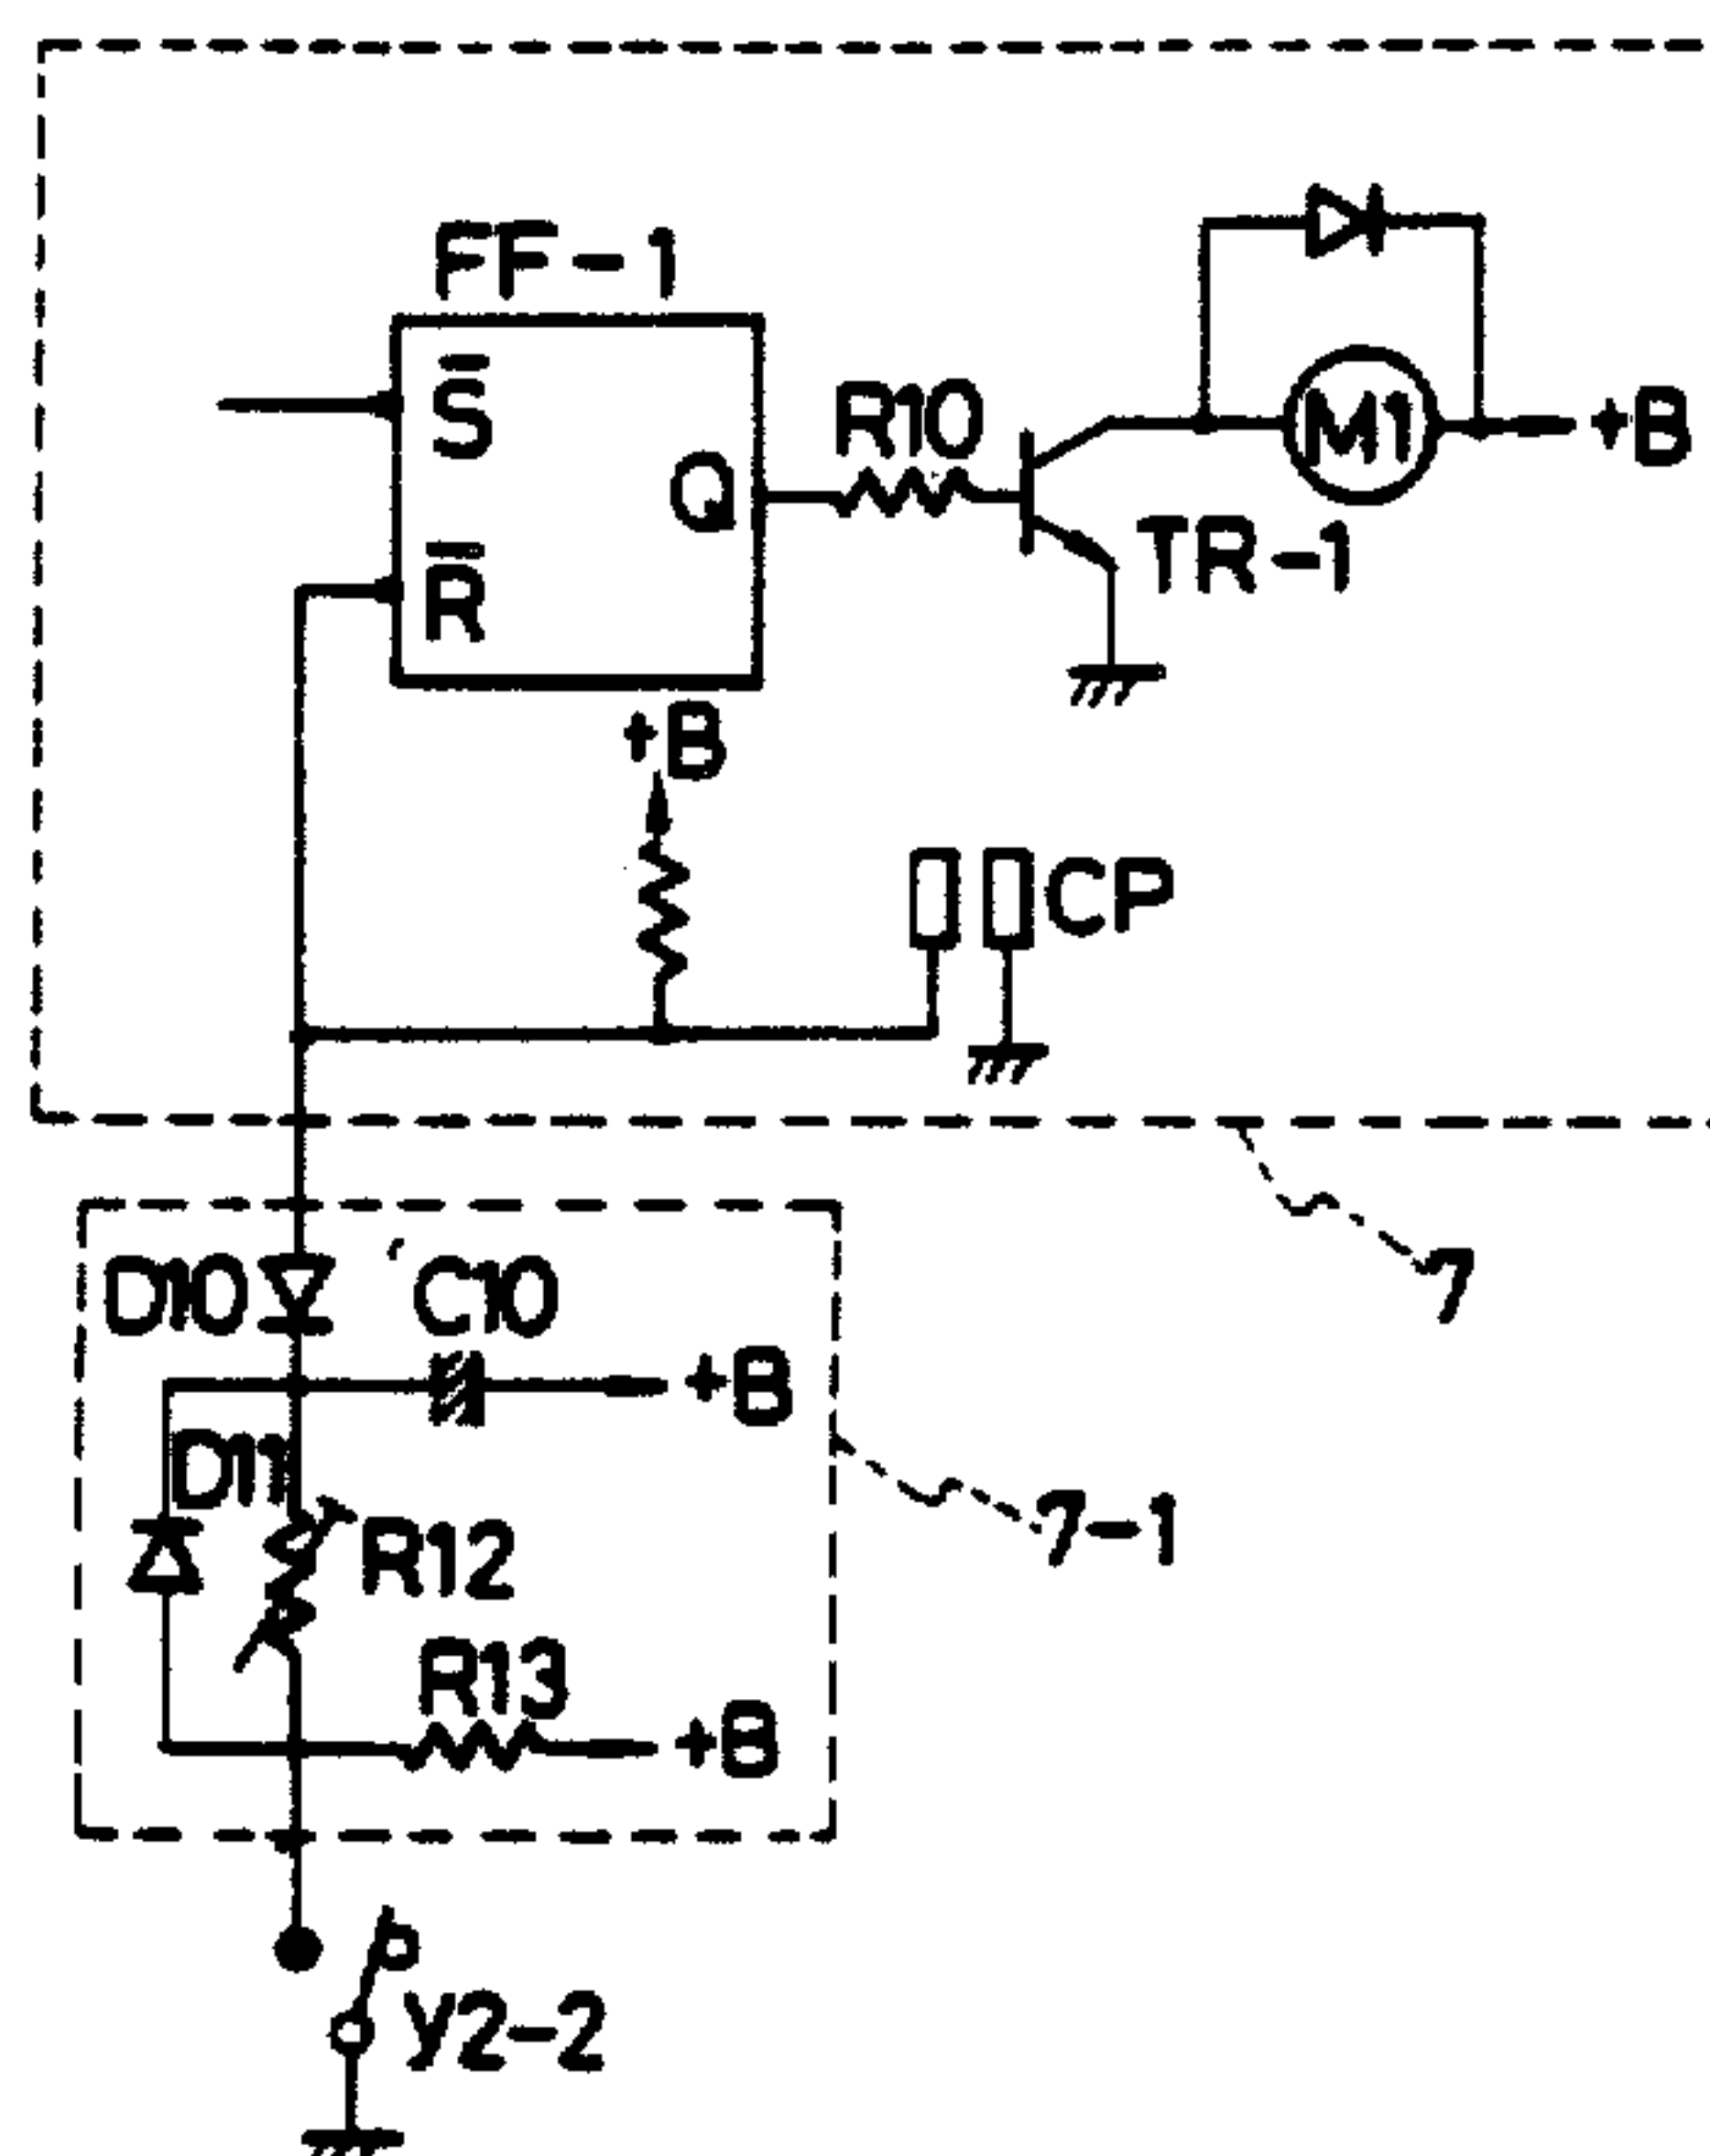 FF-1
S̅
R10
M1
+B
Q
TR-1
R̅
+B
CP
7
D10
C10
+B
D11
7-1
R12
R13
+B
Y2-2